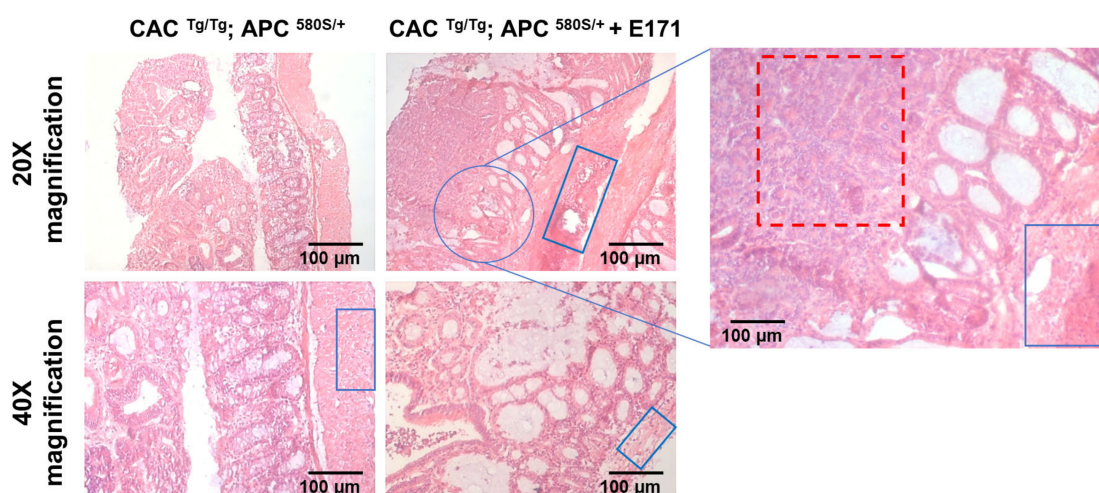 CAC Tg/Tg; APC 580S/+
CAC Tg/Tg; APC 580S/+ + E171
20X
magnification
100 µm
100 µm
100 µm
40X
magnification
100 µm
100 µm